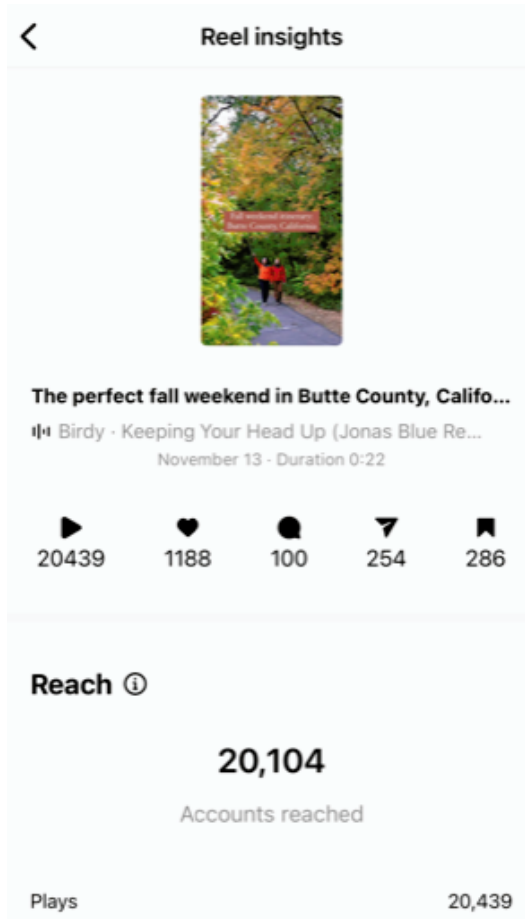 Reel insights
Fall weekend itinerary:
Butte County, California
The perfect fall weekend in Butte County, Califo...
Birdy · Keeping Your Head Up (Jonas Blue Re...
November 13 · Duration 0:22
20439 1188 100 254 286
Reach
20,104
Accounts reached
Plays 20,439